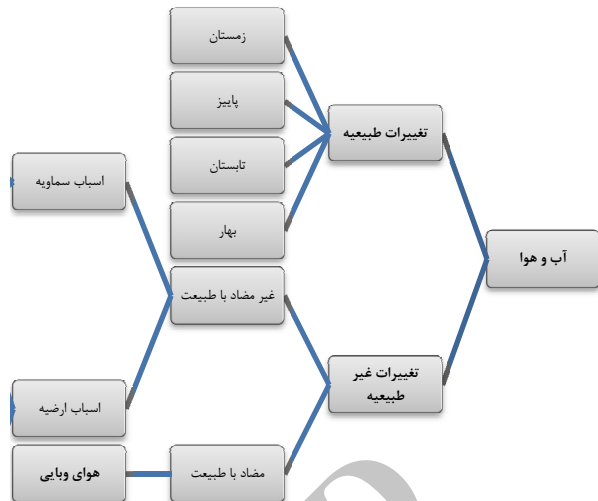 زمستان
پاییز
تغییرات طبیعیه
تابستان
اسباب سماویه
بهار
آب و هوا
غیر مضاد با طبیعت
تغییرات غیر
طبیعیه
اسباب ارضیه
مضاد با طبیعت
هوای وبایی